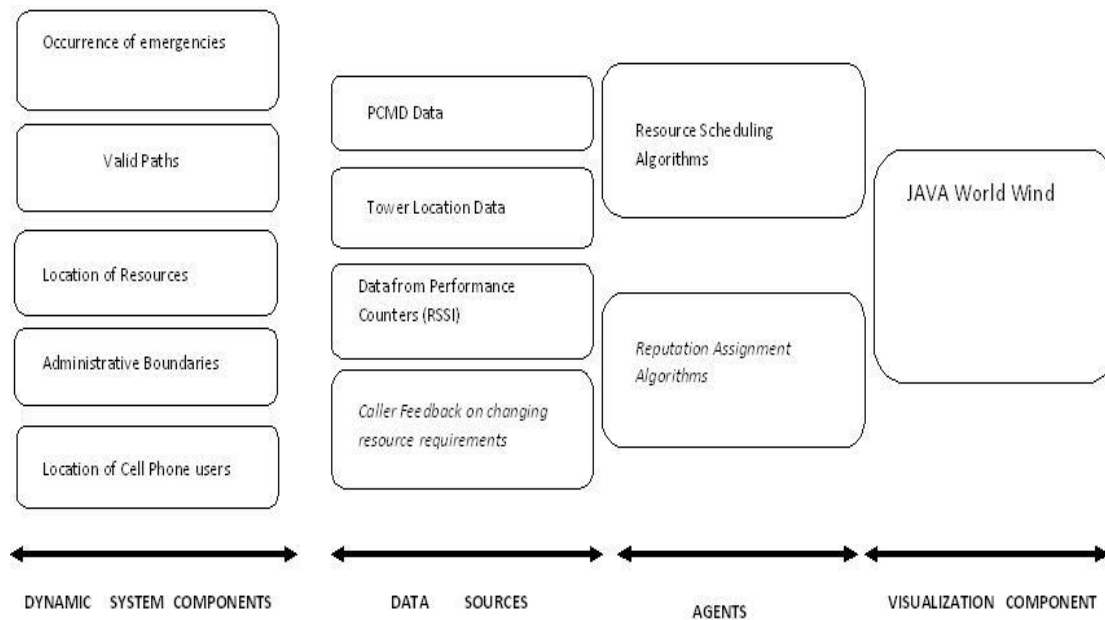 Occurrence of emergencies
Valid Paths
Location of Resources
Administrative Boundaries
Location of Cell Phone users
PCMD Data
Tower Location Data
Data from Performance
Counters (RSSI)
Caller Feedback on changing
resource requirements
Resource Scheduling
Algorithms
Reputation Assignment
Algorithms
JAVA World Wind
DYNAMIC SYSTEM COMPONENTS
DATA SOURCES
AGENTS
VISUALIZATION COMPONENT